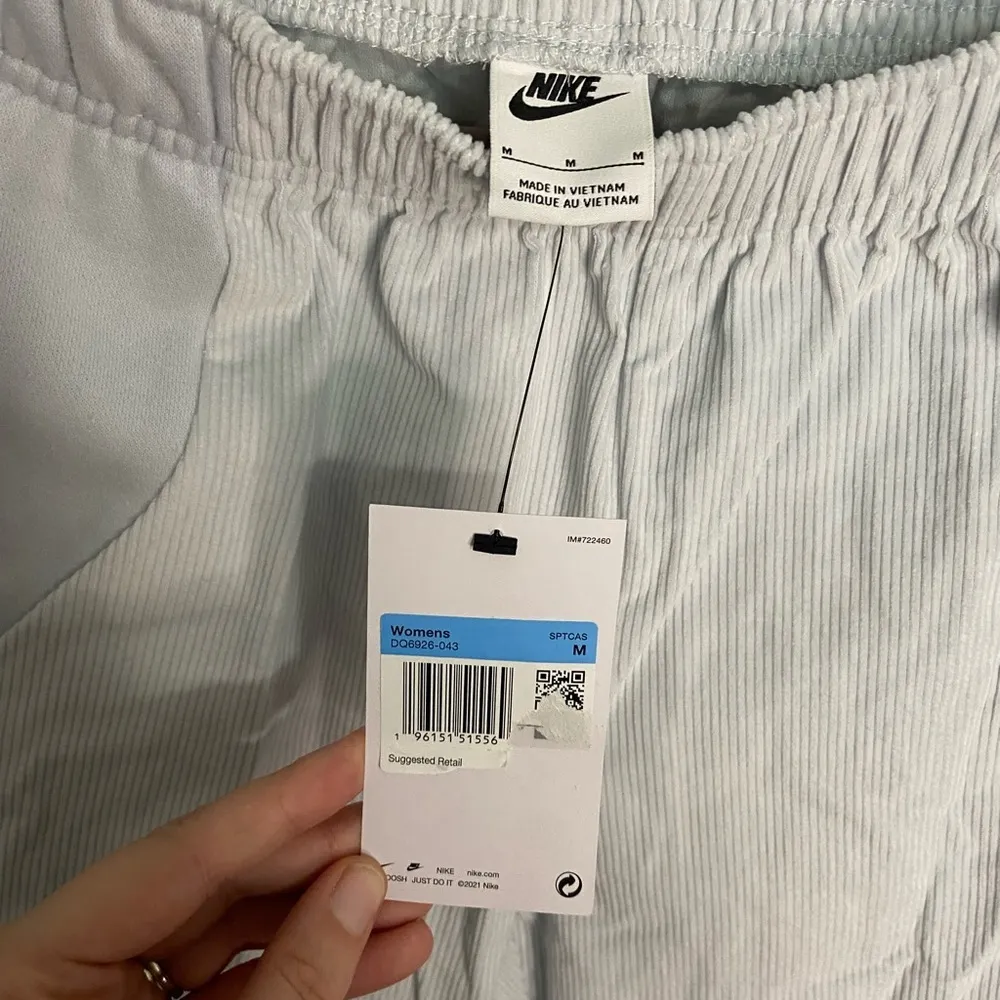 NIKE
M M M
MADE IN VIETNAM
FABRIQUE AU VIETNAM
IM#722460
Womens SPTCAS
DQ6926-043 M
1 96151 51556
Suggested Retail
NIKE nike.com
JUST DO IT ©2021 Nike